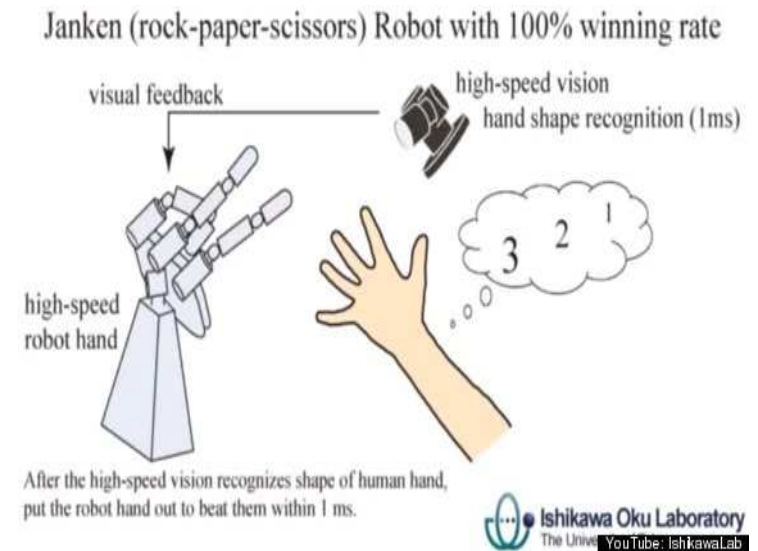 Janken (rock-paper-scissors) Robot with 100% winning rate
visual feedback
high-speed vision
hand shape recognition (1ms)
3 2 1
high-speed
robot hand
After the high-speed vision recognizes shape of human hand,
put the robot hand out to beat them within 1 ms.
Ishikawa Oku Laboratory
The
YouTube: IshikawaLab